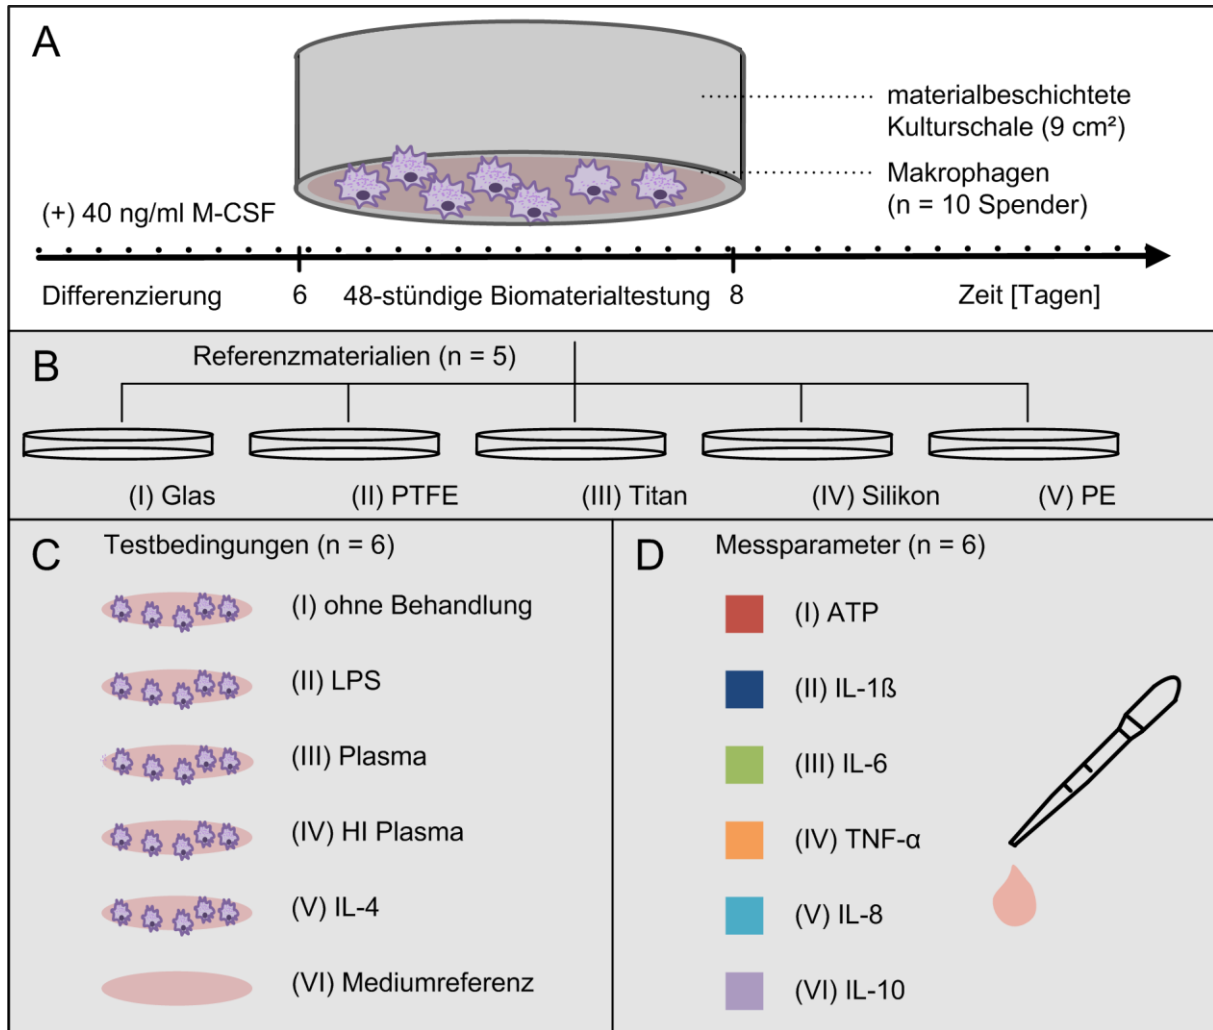 A
materialbeschichtete
Kulturschale (9 cm²)
Makrophagen
(n = 10 Spender)
(+) 40 ng/ml M-CSF
Differenzierung 6 48-stündige Biomaterialtestung 8 Zeit [Tagen]
B
Referenzmaterialien (n = 5)
(I) Glas (II) PTFE (III) Titan (IV) Silikon (V) PE
C Testbedingungen (n = 6)
(I) ohne Behandlung
(II) LPS
(III) Plasma
(IV) HI Plasma
(V) IL-4
(VI) Mediumreferenz
D Messparameter (n = 6)
(I) ATP
(II) IL-1ß
(III) IL-6
(IV) TNF-α
(V) IL-8
(VI) IL-10